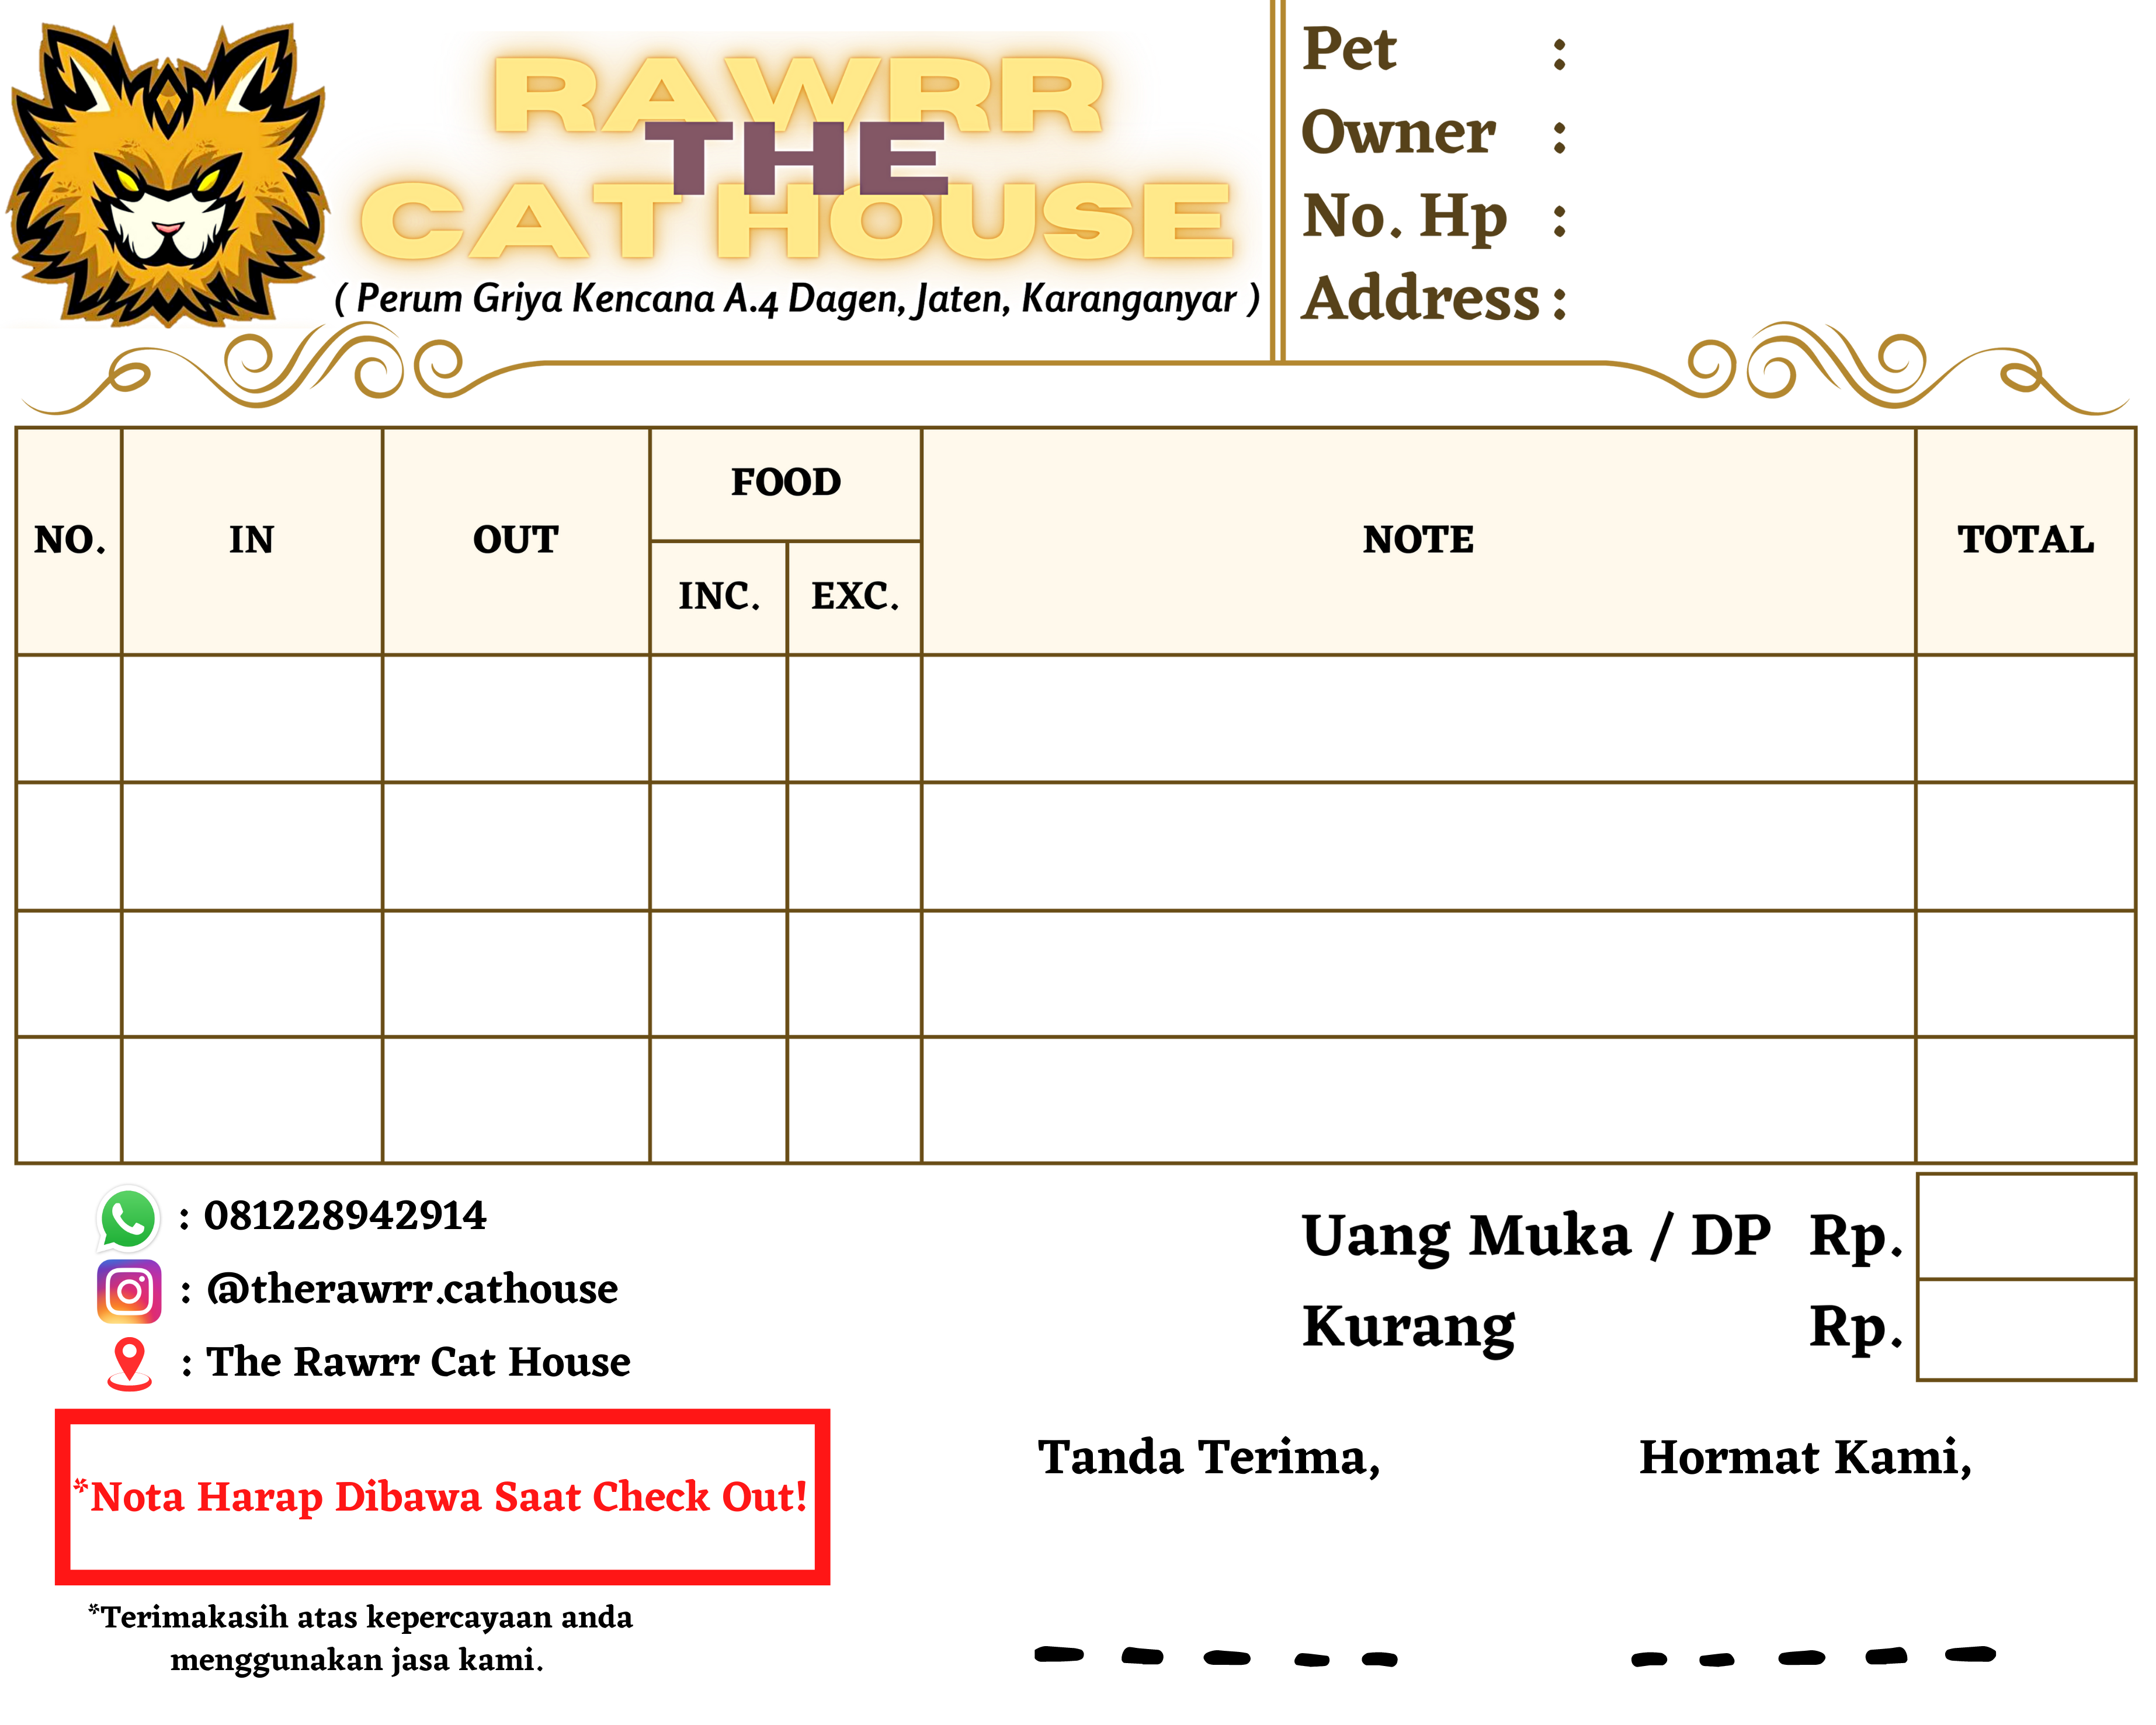 RAWRR
THE
CAT HOUSE
( Perum Griya Kencana A.4 Dagen, Jaten, Karanganyar )
Pet :
Owner :
No. Hp :
Address :
NO. IN OUT FOOD NOTE TOTAL
INC. EXC.
: 081228942914
: @therawrr.cathouse
: The Rawrr Cat House
Uang Muka / DP Rp.
Kurang Rp.
*Nota Harap Dibawa Saat Check Out!
*Terimakasih atas kepercayaan anda
menggunakan jasa kami.
Tanda Terima,
Hormat Kami,